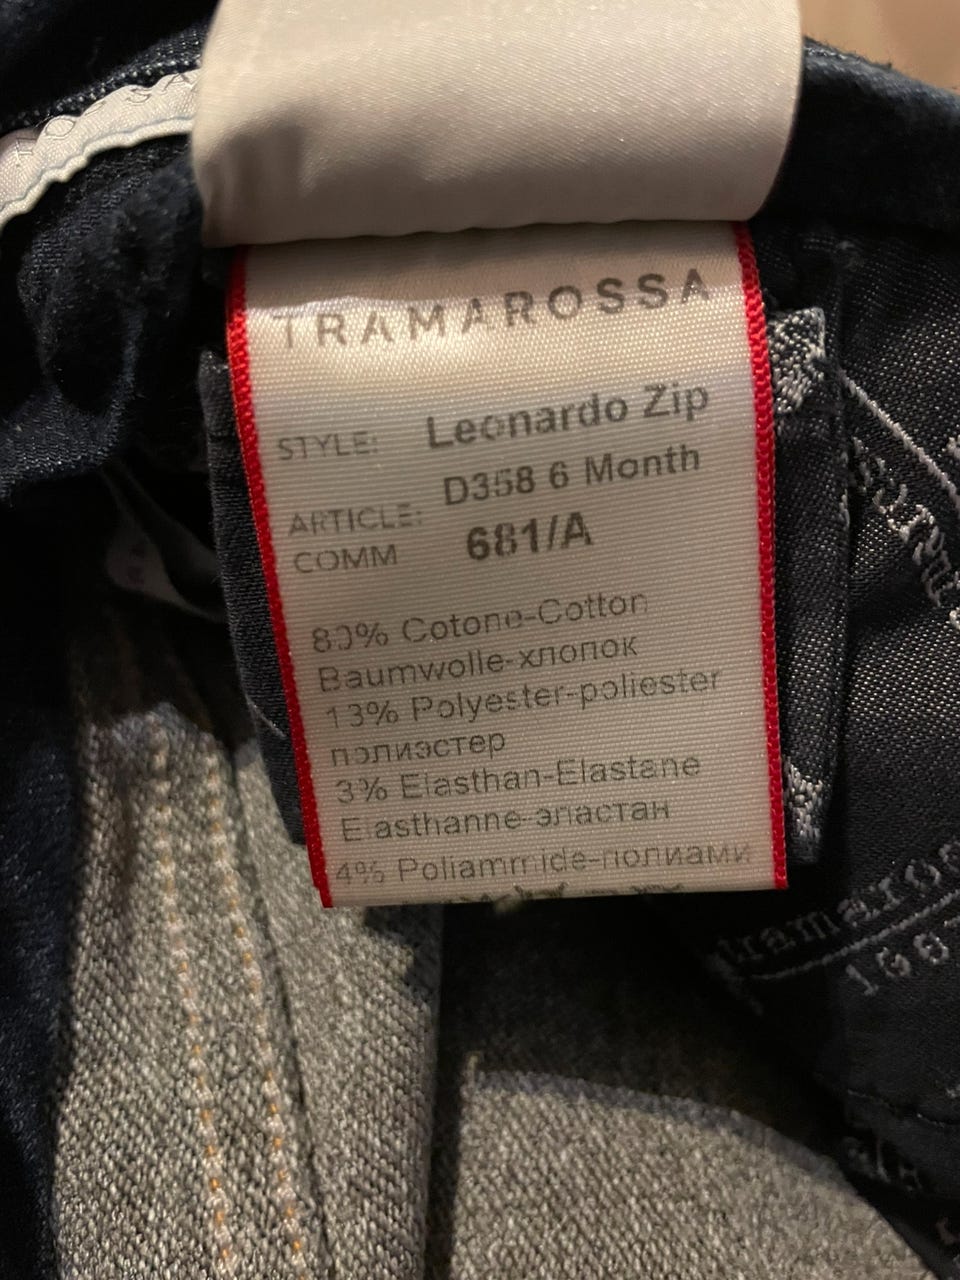 TRAMAROSSA
STYLE: Leonardo Zip
D358 6 Month
ARTICLE:
COMM 681/A
80% Cotone-Cotton
Baumwolle-хлопок
13% Polyester-poliester
полиэстер
3% Elasthan-Elastane
Elasthanne-эластан
4% Poliammide-полиами
tramaros